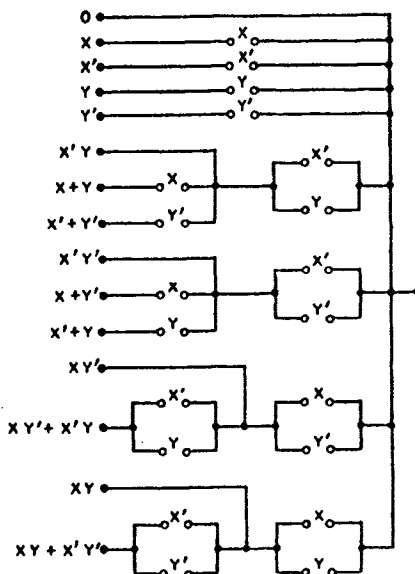 0
X X
X' X'
Y Y
Y' Y'
X'Y
X'
X+Y X
Y
X'+Y' Y'
X'Y'
X'
X+Y' X
Y'
X'+Y Y
XY'
X' X
XY'+X'Y
Y Y'
XY
X' X
XY+X'Y'
Y' Y